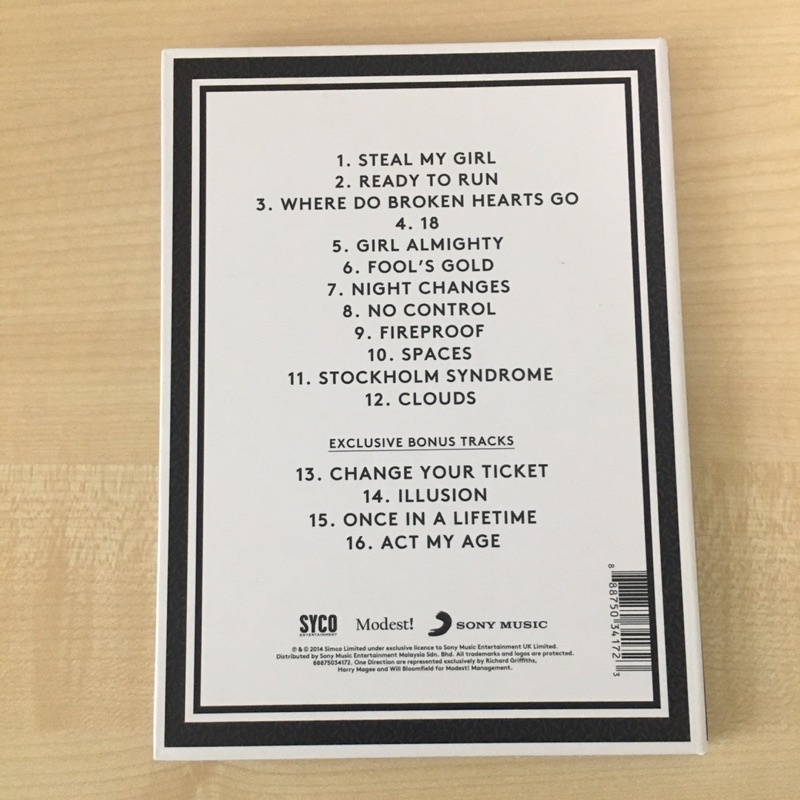 1. STEAL MY GIRL
2. READY TO RUN
3. WHERE DO BROKEN HEARTS GO
4. 18
5. GIRL ALMIGHTY
6. FOOL'S GOLD
7. NIGHT CHANGES
8. NO CONTROL
9. FIREPROOF
10. SPACES
11. STOCKHOLM SYNDROME
12. CLOUDS
EXCLUSIVE BONUS TRACKS
13. CHANGE YOUR TICKET
14. ILLUSION
15. ONCE IN A LIFETIME
16. ACT MY AGE
SYCO
ENTERTAINMENT
Modest!
SONY MUSIC
℗ & © 2014 Simco Limited under exclusive licence to Sony Music Entertainment UK Limited.
Distributed by Sony Music Entertainment Malaysia Sdn. Bhd. All trademarks and logos are protected.
88875034172. One Direction are represented exclusively by Richard Griffiths,
Harry Magee and Will Bloomfield for Modest! Management.
8 88750 34172 3